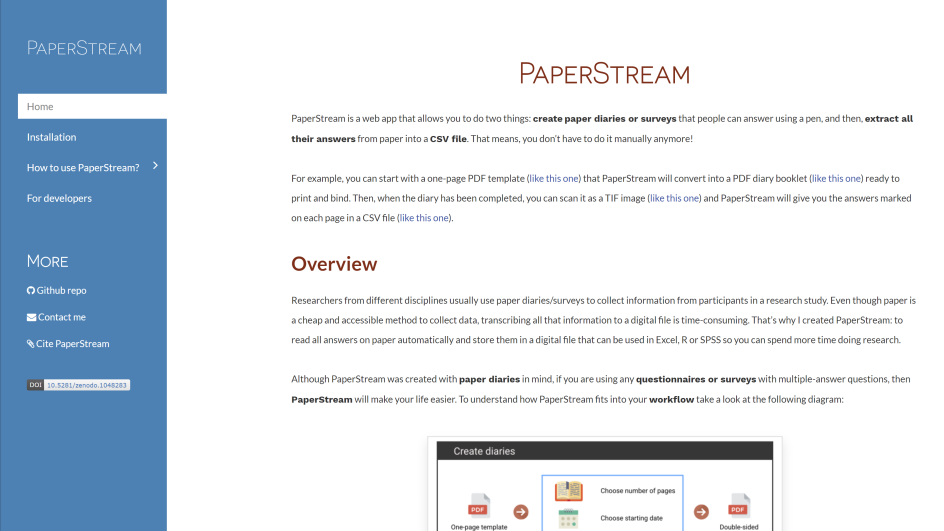 PaperStream
Home
Installation
How to use PaperStream?
For developers
More
Github repo
Contact me
Cite PaperStream
DOI 10.5281/zenodo.1048283
PaperStream
PaperStream is a web app that allows you to do two things: create paper diaries or surveys that people can answer using a pen, and then, extract all
their answers from paper into a CSV file. That means, you don't have to do it manually anymore!
For example, you can start with a one-page PDF template (like this one) that PaperStream will convert into a PDF diary booklet (like this one) ready to
print and bind. Then, when the diary has been completed, you can scan it as a TIF image (like this one) and PaperStream will give you the answers marked
on each page in a CSV file (like this one).
Overview
Researchers from different disciplines usually use paper diaries/surveys to collect information from participants in a research study. Even though paper is
a cheap and accessible method to collect data, transcribing all that information to a digital file is time-consuming. That's why I created PaperStream: to
read all answers on paper automatically and store them in a digital file that can be used in Excel, R or SPSS so you can spend more time doing research.
Although PaperStream was created with paper diaries in mind, if you are using any questionnaires or surveys with multiple-answer questions, then
PaperStream will make your life easier. To understand how PaperStream fits into your workflow take a look at the following diagram:
Create diaries
PDF
One-page template
Choose number of pages
Choose starting date
PDF
Double-sided